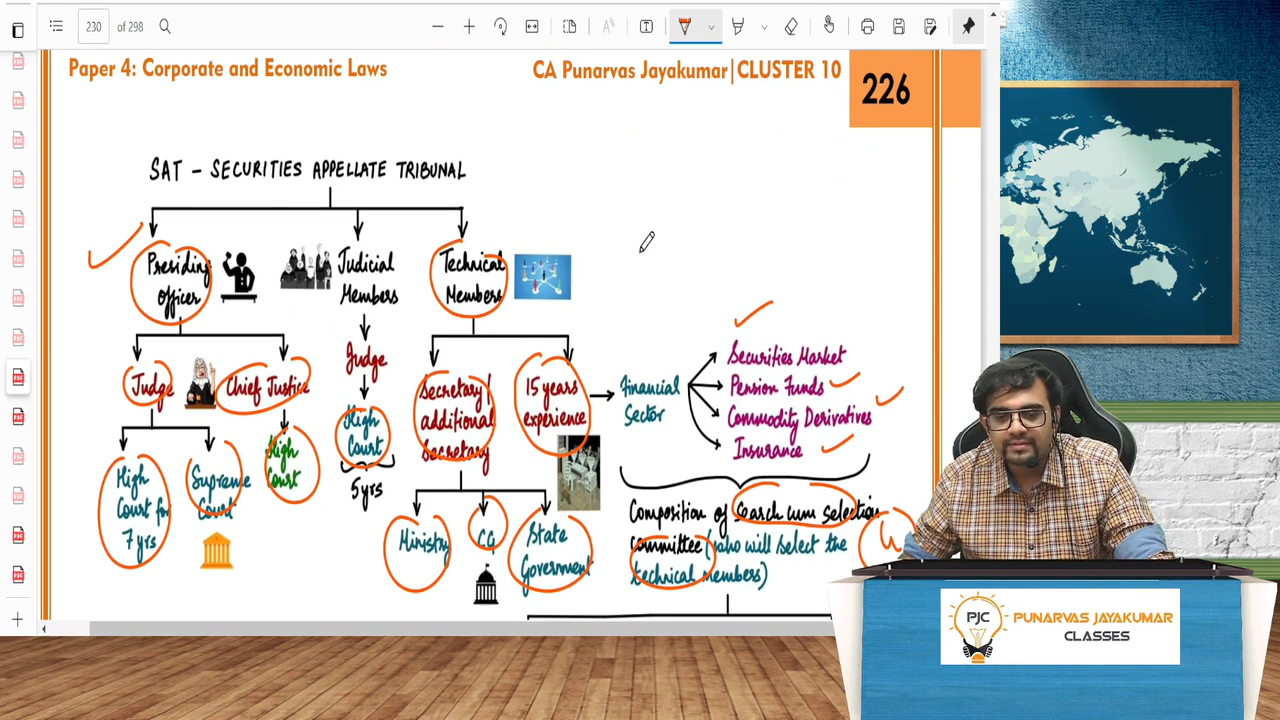 230 of 298
Paper 4: Corporate and Economic Laws
CA Punarvas Jayakumar|CLUSTER 10
226
SAT - SECURITIES APPELLATE TRIBUNAL
Presiding
officer
Judicial
Members
Technical
Members
Judge
Chief Justice
Judge
Secretary/
additional
Secretary
15 years
experience
Financial
Sector
Securities Market
Pension Funds
Commodity Derivatives
Insurance
High
Court for
7 yrs
Supreme
Court
High
Court
High
Court
5yrs
Ministry
CG
State
Government
Composition of search cum selection
committee (who will select the
technical members)
PJC
PUNARVAS JAYAKUMAR
CLASSES